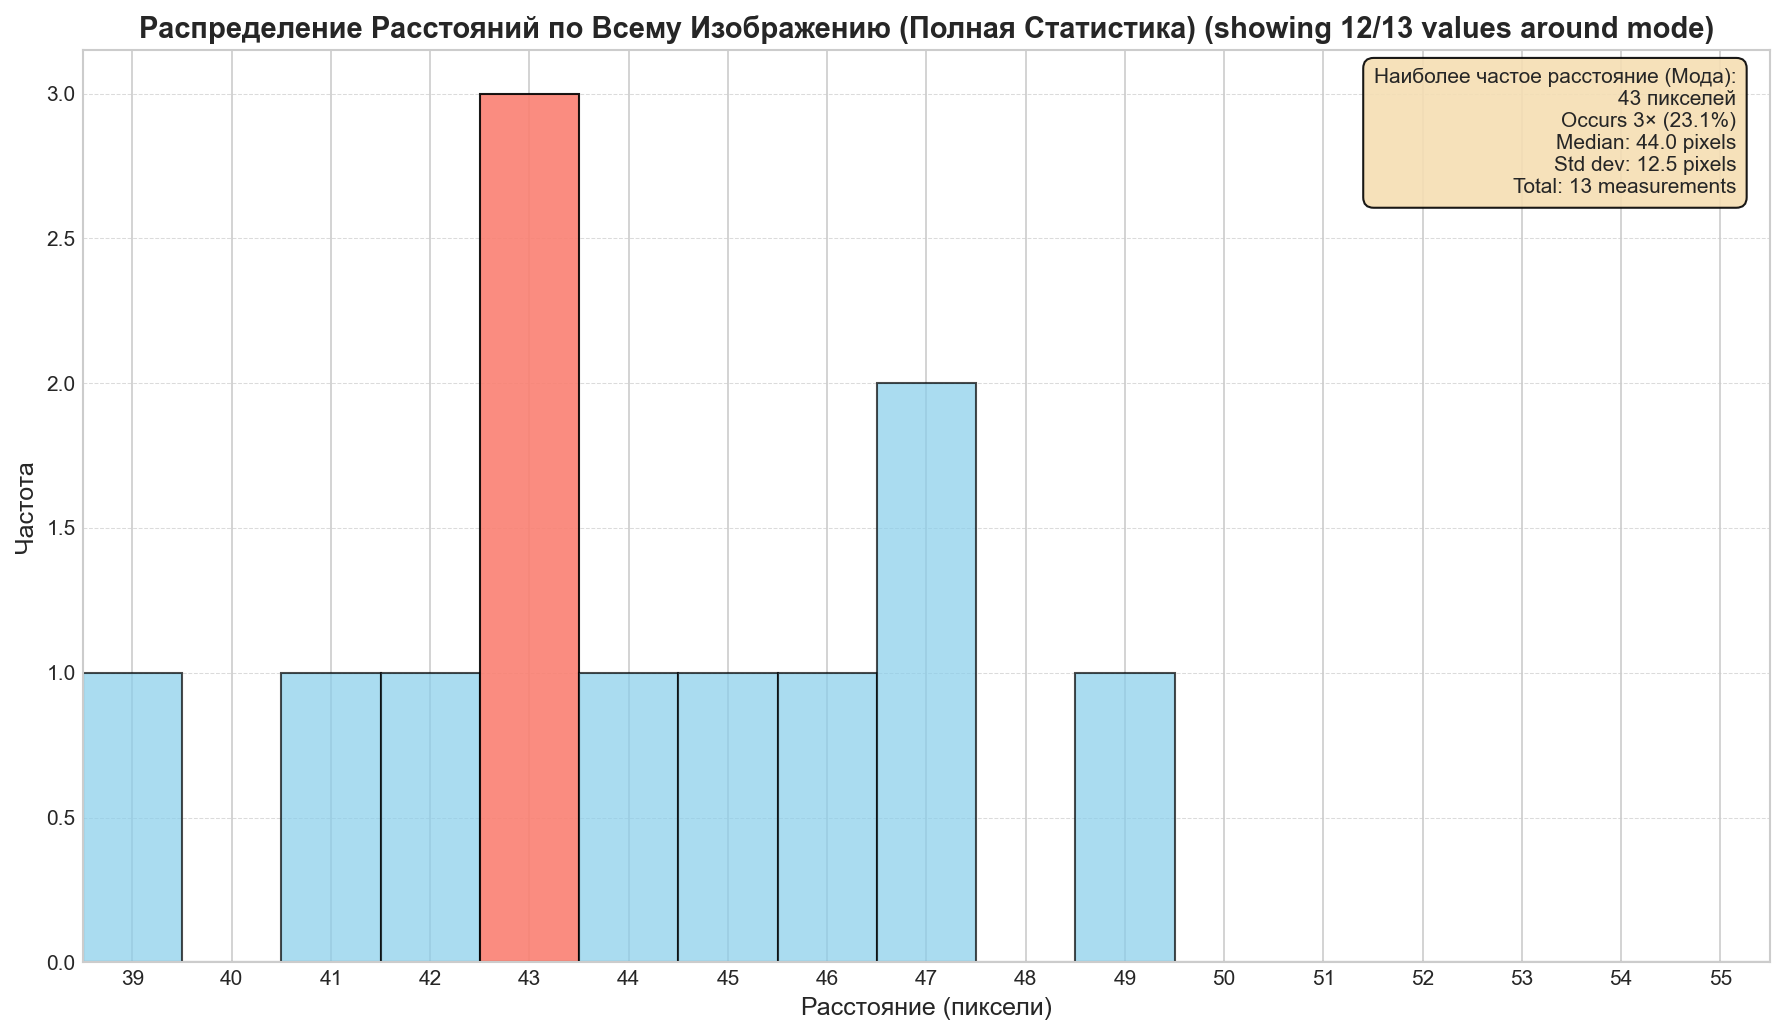 Распределение Расстояний по Всему Изображению (Полная Статистика) (showing 12/13 values around mode)
Наиболее частое расстояние (Мода):
43 пикселей
Occurs 3× (23.1%)
Median: 44.0 pixels
Std dev: 12.5 pixels
Total: 13 measurements
3.0
2.5
2.0
1.5
1.0
0.5
0.0
Частота
39 40 41 42 43 44 45 46 47 48 49 50 51 52 53 54 55
Расстояние (пиксели)